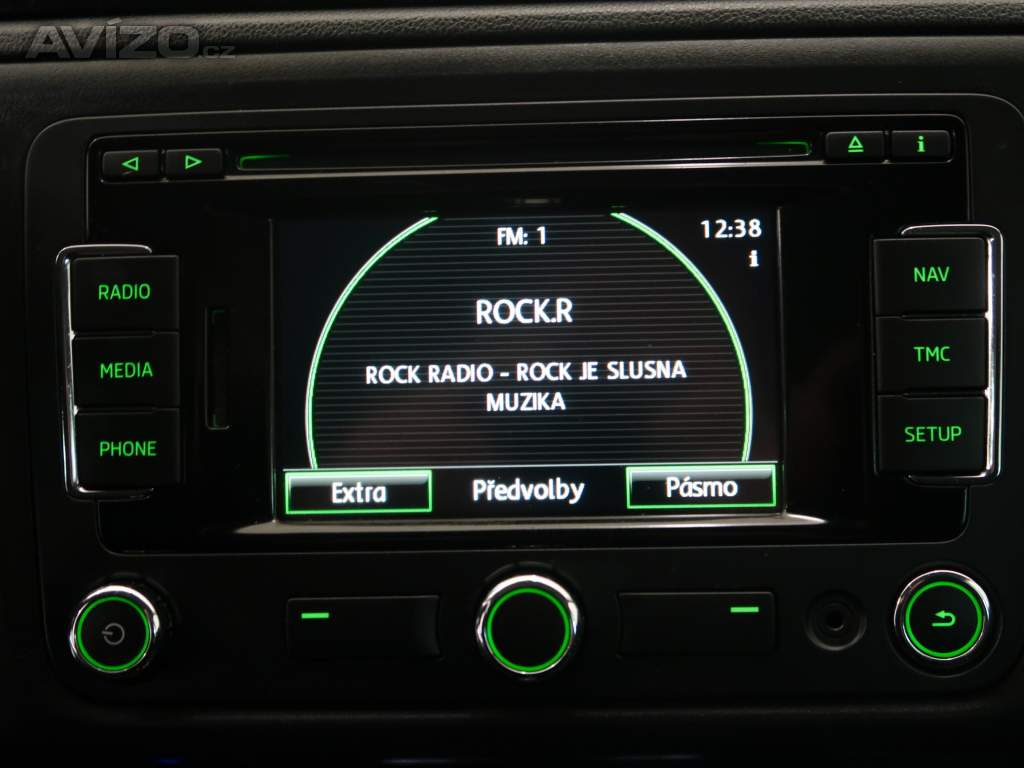 AVÍZO.cz
i
FM: 1
12:38
i
RADIO
NAV
ROCK.R
MEDIA
TMC
ROCK RADIO - ROCK JE SLUSNA
MUZIKA
PHONE
SETUP
Extra
Předvolby
Pásmo